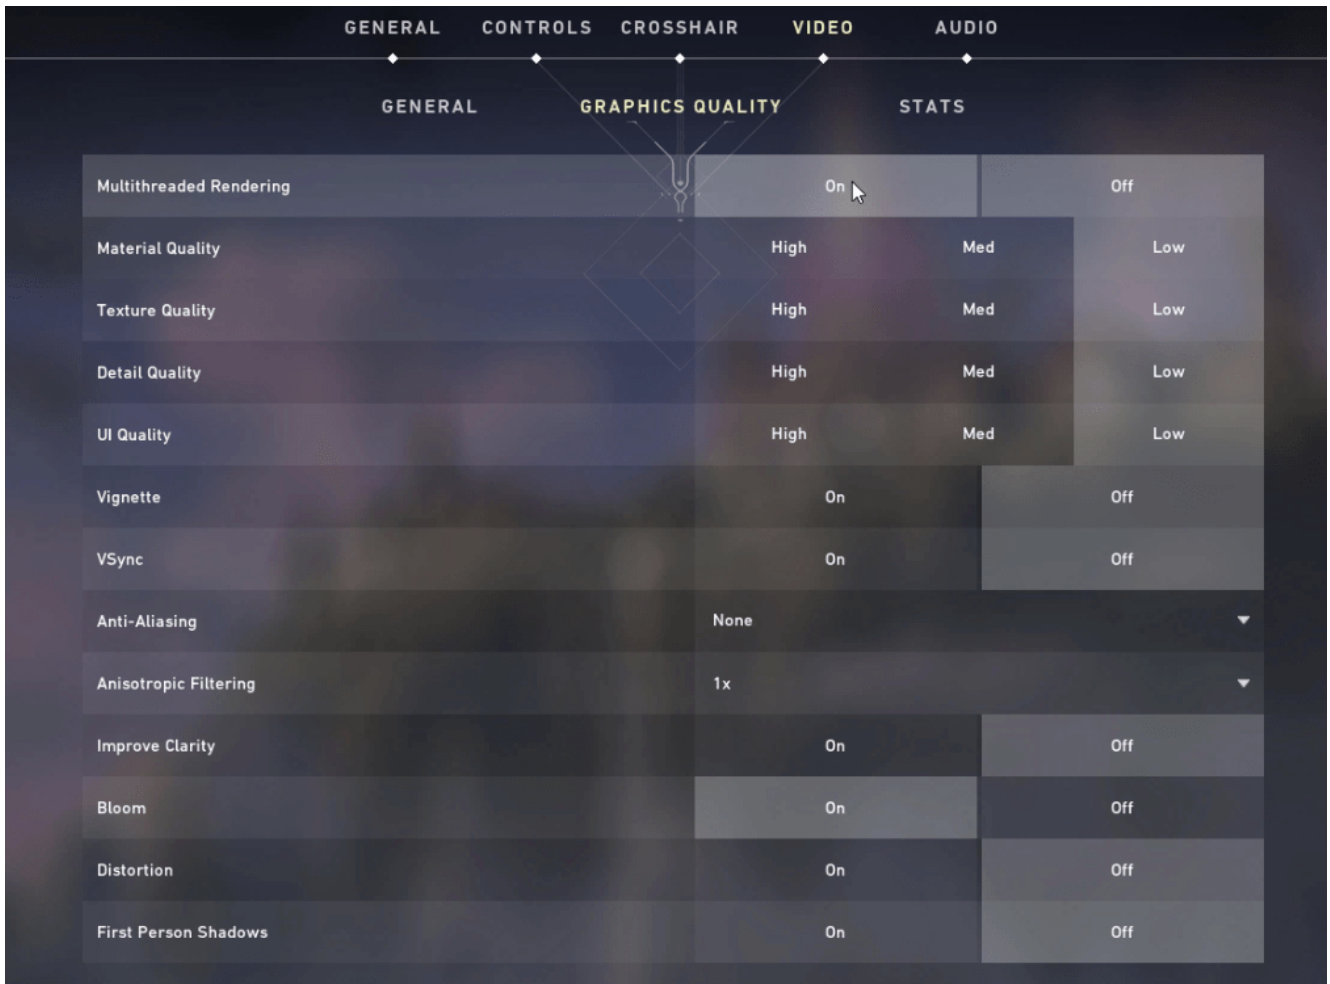 GENERAL CONTROLS CROSSHAIR VIDEO AUDIO
GENERAL GRAPHICS QUALITY STATS
Multithreaded Rendering On Off
Material Quality High Med Low
Texture Quality High Med Low
Detail Quality High Med Low
UI Quality High Med Low
Vignette On Off
VSync On Off
Anti-Aliasing None
Anisotropic Filtering 1x
Improve Clarity On Off
Bloom On Off
Distortion On Off
First Person Shadows On Off